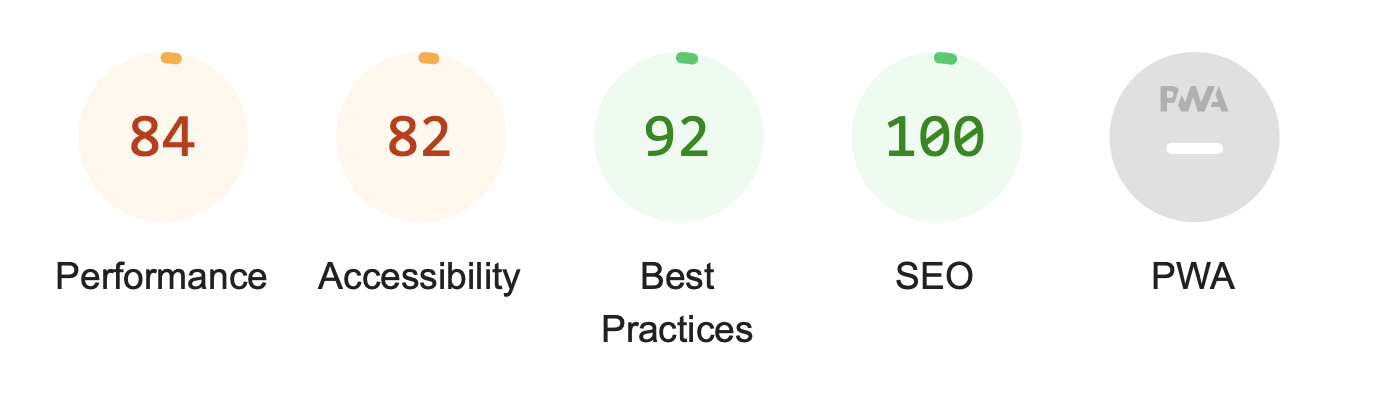 84
82
92
100
PWA
Performance
Accessibility
Best
Practices
SEO
PWA